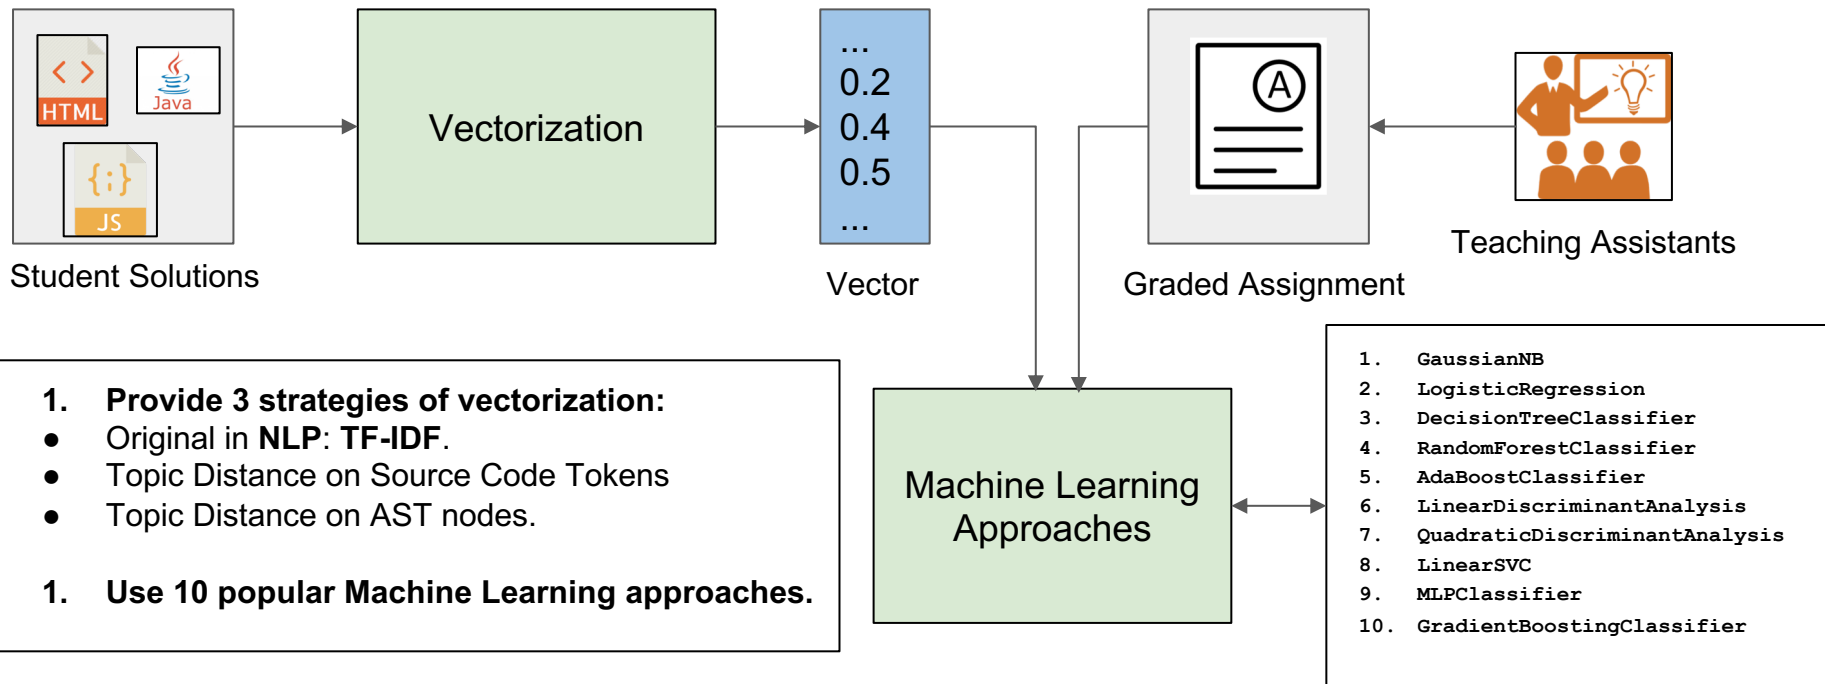 HTML
Java
{;}
JS
Student Solutions
Vectorization
...
0.2
0.4
0.5
...
Vector
A
Graded Assignment
Teaching Assistants
1. Provide 3 strategies of vectorization:
● Original in NLP: TF-IDF.
● Topic Distance on Source Code Tokens
● Topic Distance on AST nodes.
1. Use 10 popular Machine Learning approaches.
Machine Learning
Approaches
1. GaussianNB
2. LogisticRegression
3. DecisionTreeClassifier
4. RandomForestClassifier
5. AdaBoostClassifier
6. LinearDiscriminantAnalysis
7. QuadraticDiscriminantAnalysis
8. LinearSVC
9. MLPClassifier
10. GradientBoostingClassifier